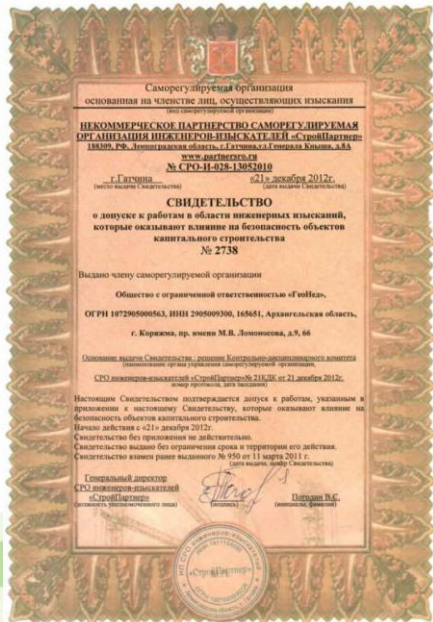 Саморегулируемая организация
основанная на членстве лиц, осуществляющих изыскания
(вид саморегулируемой организации)
НЕКОММЕРЧЕСКОЕ ПАРТНЕРСТВО САМОРЕГУЛИРУЕМАЯ
ОРГАНИЗАЦИЯ ИНЖЕНЕРОВ-ИЗЫСКАТЕЛЕЙ «СтройПартнер»
188309, РФ, Ленинградская область, г.Гатчина,ул.Генерала Кныша, д.8А
www.partnersro.ru
№ СРО-И-028-13052010
г.Гатчина «21» декабря 2012г.
(место выдачи Свидетельства) (дата выдачи Свидетельства)
СВИДЕТЕЛЬСТВО
о допуске к работам в области инженерных изысканий,
которые оказывают влияние на безопасность объектов
капитального строительства
№ 2738
Выдано члену саморегулируемой организации
Общество с ограниченной ответственностью «ГеоНед»,
ОГРН 1072905000563, ИНН 2905009300, 165651, Архангельская область,
г. Коряжма, пр. имени М.В. Ломоносова, д.9, 66
Основание выдачи Свидетельства : решение Контрольно-дисциплинарного комитета
(наименование органа управления саморегулируемой организации,
СРО инженеров-изыскателей «СтройПартнер»№ 21КДК от 21 декабря 2012г.
номер протокола, дата заседания)
Настоящим Свидетельством подтверждается допуск к работам, указанным в
приложении к настоящему Свидетельству, которые оказывают влияние на
безопасность объектов капитального строительства.
Начало действия с «21» декабря 2012г.
Свидетельство без приложения не действительно.
Свидетельство выдано без ограничения срока и территории его действия.
Свидетельство взамен ранее выданного № 950 от 11 марта 2011 г.
(дата выдачи, номер Свидетельства)
Генеральный директор
СРО инженеров-изыскателей
«СтройПартнер» Погодин В.С.
(должность уполномоченного лица) (подпись) (инициалы, фамилия)
«СтройПартнер»